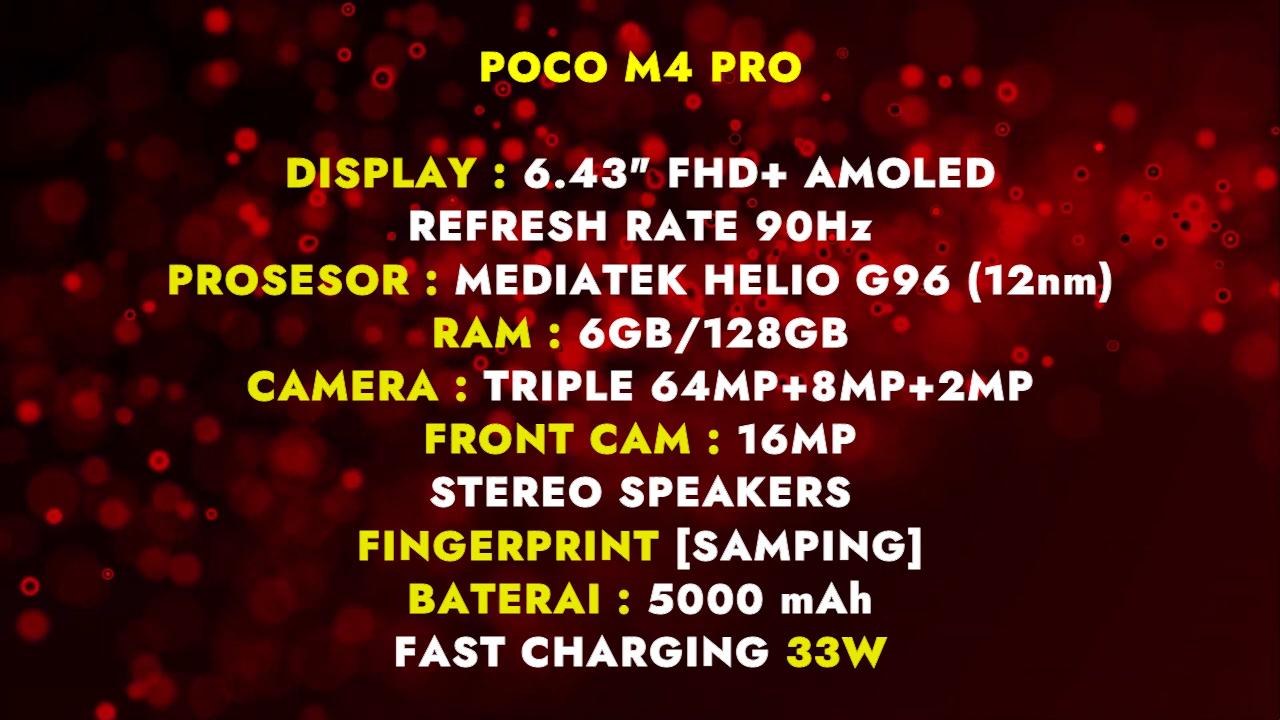 POCO M4 PRO
DISPLAY : 6.43" FHD+ AMOLED
REFRESH RATE 90Hz
PROSESOR : MEDIATEK HELIO G96 (12nm)
RAM : 6GB/128GB
CAMERA : TRIPLE 64MP+8MP+2MP
FRONT CAM : 16MP
STEREO SPEAKERS
FINGERPRINT [SAMPING]
BATERAI : 5000 mAh
FAST CHARGING 33W